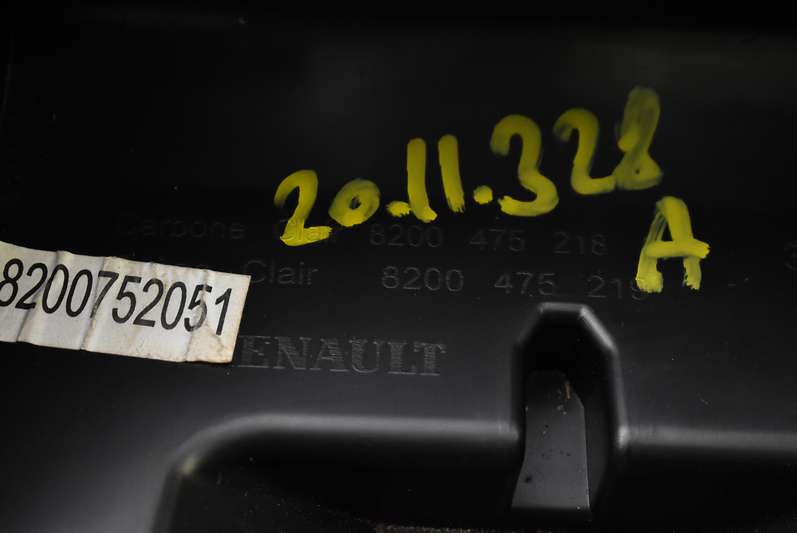 20.11.328
A
Carbone Clair 8200 475 218
Clair 8200 475 219
8200752051
RENAULT